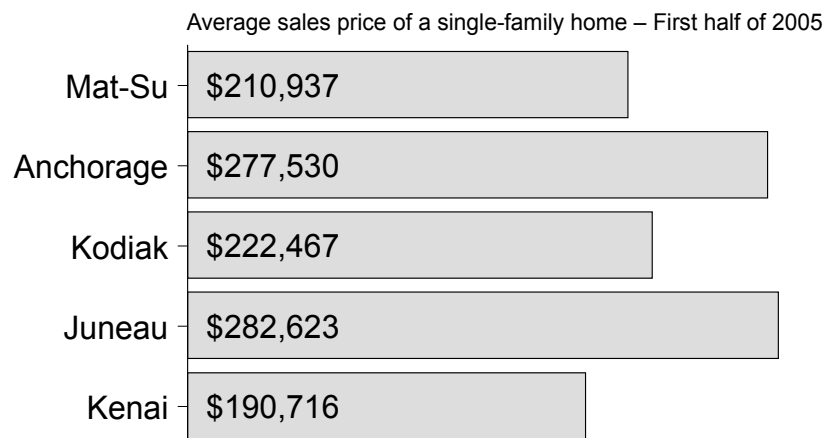 Average sales price of a single-family home – First half of 2005
Mat-Su $210,937
Anchorage $277,530
Kodiak $222,467
Juneau $282,623
Kenai $190,716